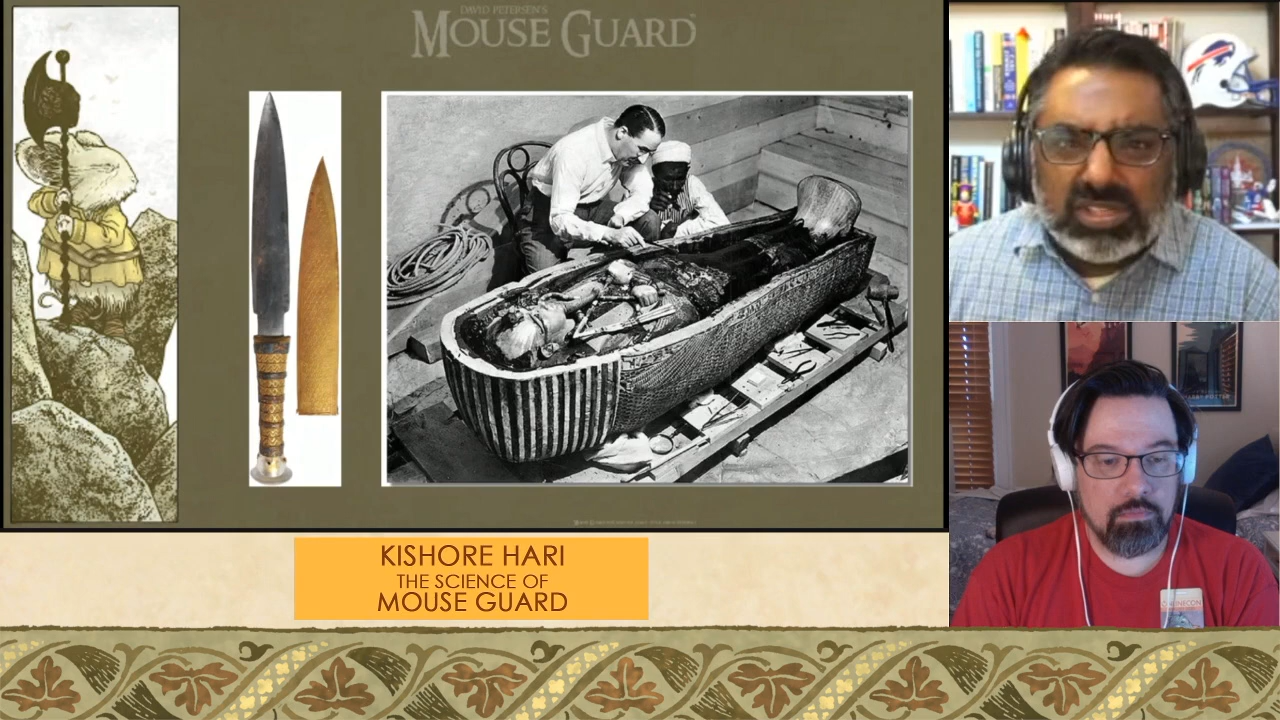 DAVID PETERSEN'S
MOUSE GUARD
KISHORE HARI
THE SCIENCE OF
MOUSE GUARD